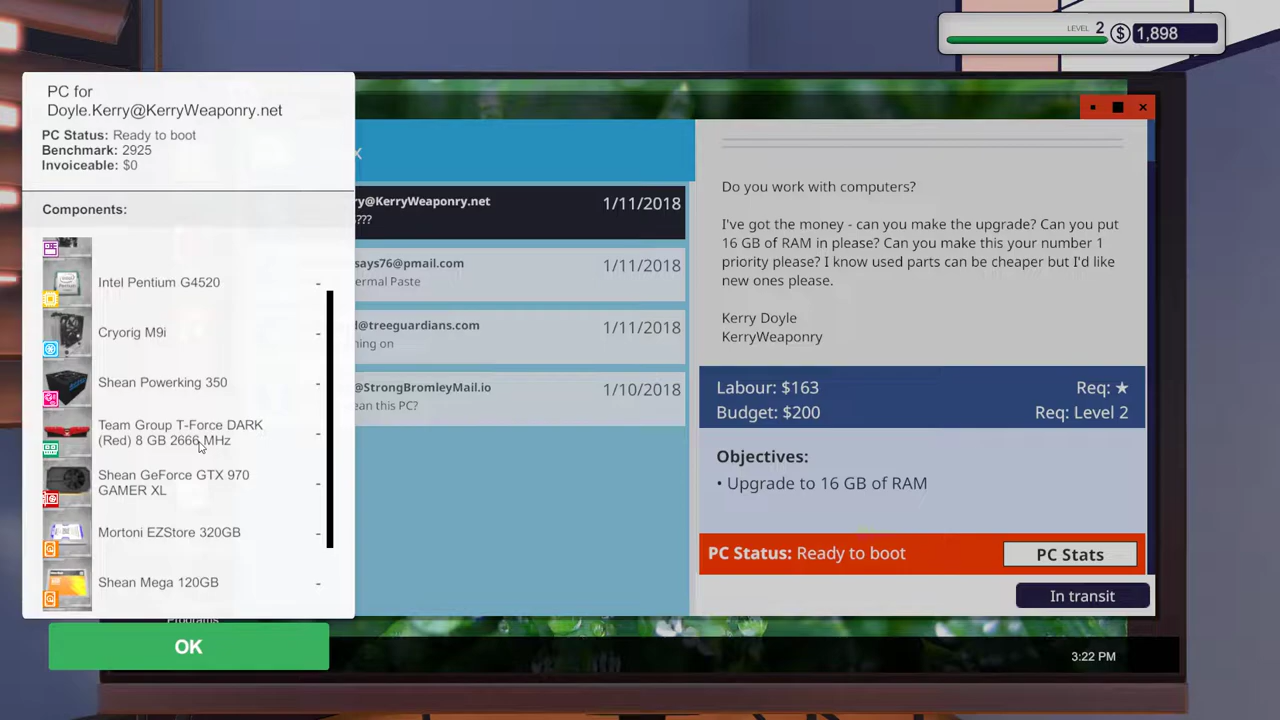 LEVEL 2 $ 1,898
PC for
Doyle.Kerry@KerryWeaponry.net
PC Status: Ready to boot
Benchmark: 2925
Invoiceable: $0
Components:
Intel Pentium G4520 -
Cryorig M9i -
Shean Powerking 350 -
Team Group T-Force DARK
(Red) 8 GB 2666 MHz -
Shean GeForce GTX 970
GAMER XL -
Mortoni EZStore 320GB -
Shean Mega 120GB -
OK
x
ry@KerryWeaponry.net 1/11/2018
???
says76@pmail.com 1/11/2018
ermal Paste
d@treeguardians.com 1/11/2018
ning on
@StrongBromleyMail.io 1/10/2018
ean this PC?
Do you work with computers?
I've got the money - can you make the upgrade? Can you put
16 GB of RAM in please? Can you make this your number 1
priority please? I know used parts can be cheaper but I'd like
new ones please.
Kerry Doyle
KerryWeaponry
Labour: $163 Req: ★
Budget: $200 Req: Level 2
Objectives:
• Upgrade to 16 GB of RAM
PC Status: Ready to boot PC Stats
In transit
Programs
3:22 PM